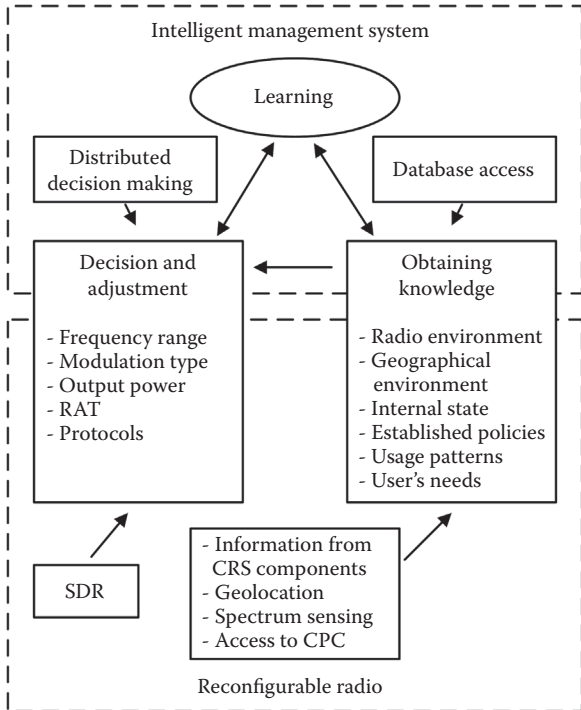 Intelligent management system
Learning
Distributed
decision making
Database access
Decision and
adjustment
- Frequency range
- Modulation type
- Output power
- RAT
- Protocols
Obtaining
knowledge
- Radio environment
- Geographical
environment
- Internal state
- Established policies
- Usage patterns
- User's needs
SDR
- Information from
CRS components
- Geolocation
- Spectrum sensing
- Access to CPC
Reconfigurable radio